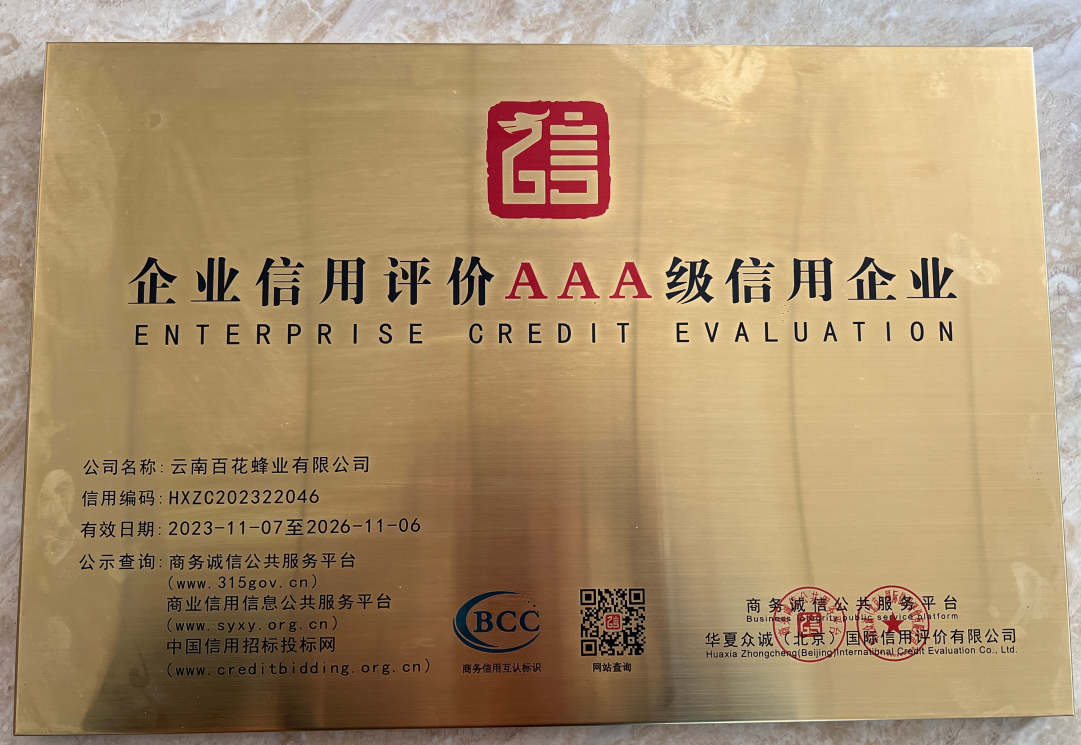 信
企业信用评价AAA级信用企业
ENTERPRISE CREDIT EVALUATION
公司名称:云南百花蜂业有限公司
信用编码:HXZC202322046
有效日期:2023-11-07至2026-11-06
公示查询:商务诚信公共服务平台
(www.315gov.cn)
商业信用信息公共服务平台
(www.syxy.org.cn)
中国信用招标投标网
(www.creditbidding.org.cn)
BCC
商务信用互认标识
网站查询
商务诚信公共服务平台
Business integrity public service platform
华夏众诚(北京)国际信用评价有限公司
Huaxia Zhongcheng(Beijing)International Credit Evaluation Co., Ltd.